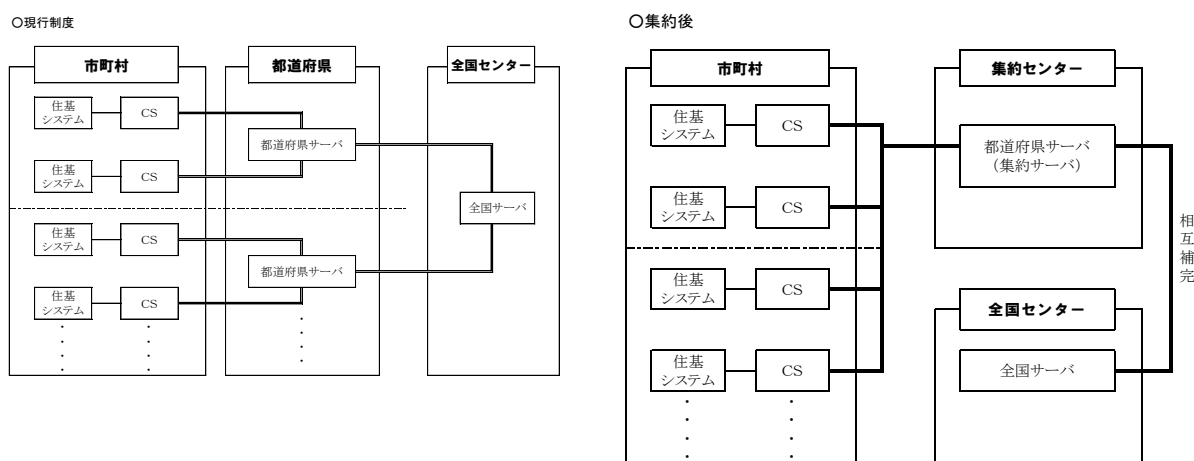 〇現行制度
市町村
都道府県
全国センター
住基
システム
CS
住基
システム
CS
都道府県サーバ
住基
システム
CS
住基
システム
CS
都道府県サーバ
全国サーバ
〇集約後
市町村
集約センター
住基
システム
CS
住基
システム
CS
住基
システム
CS
住基
システム
CS
都道府県サーバ
（集約サーバ）
相互補完
全国センター
全国サーバ